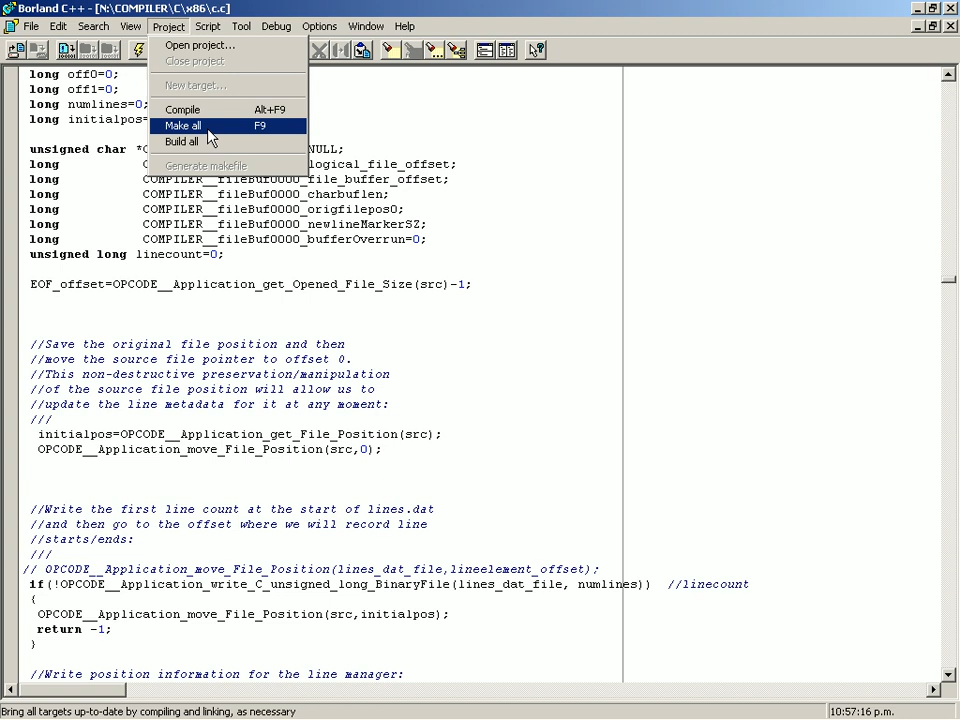 Borland C++ - [N:\COMPILER\C\x86\c.c]
File Edit Search View Project Script Tool Debug Options Window Help
Open project...
Close project
New target...
Compile Alt+F9
Make all F9
Build all
Generate makefile
long off0=0;
long off1=0;
long numlines=0;
long initialpos=
unsigned char *C NULL;
long C logical_file_offset;
long COMPILER__fileBuf0000_file_buffer_offset;
long COMPILER__fileBuf0000_charbuflen;
long COMPILER__fileBuf0000_origfilepos0;
long COMPILER__fileBuf0000_newlineMarkerSZ;
long COMPILER__fileBuf0000_bufferOverrun=0;
unsigned long linecount=0;
EOF_offset=OPCODE__Application_get_Opened_File_Size(src)-1;
//Save the original file position and then
//move the source file pointer to offset 0.
//This non-destructive preservation/manipulation
//of the source file position will allow us to
//update the line metadata for it at any moment:
///
initialpos=OPCODE__Application_get_File_Position(src);
OPCODE__Application_move_File_Position(src,0);
//Write the first line count at the start of lines.dat
//and then go to the offset where we will record line
//starts/ends:
///
// OPCODE__Application_move_File_Position(lines_dat_file,lineelement_offset);
if(!OPCODE__Application_write_C_unsigned_long_BinaryFile(lines_dat_file, numlines)) //linecount
{
OPCODE__Application_move_File_Position(src,initialpos);
return -1;
}
//Write position information for the line manager:
Bring all targets up-to-date by compiling and linking, as necessary 10:57:16 p.m.